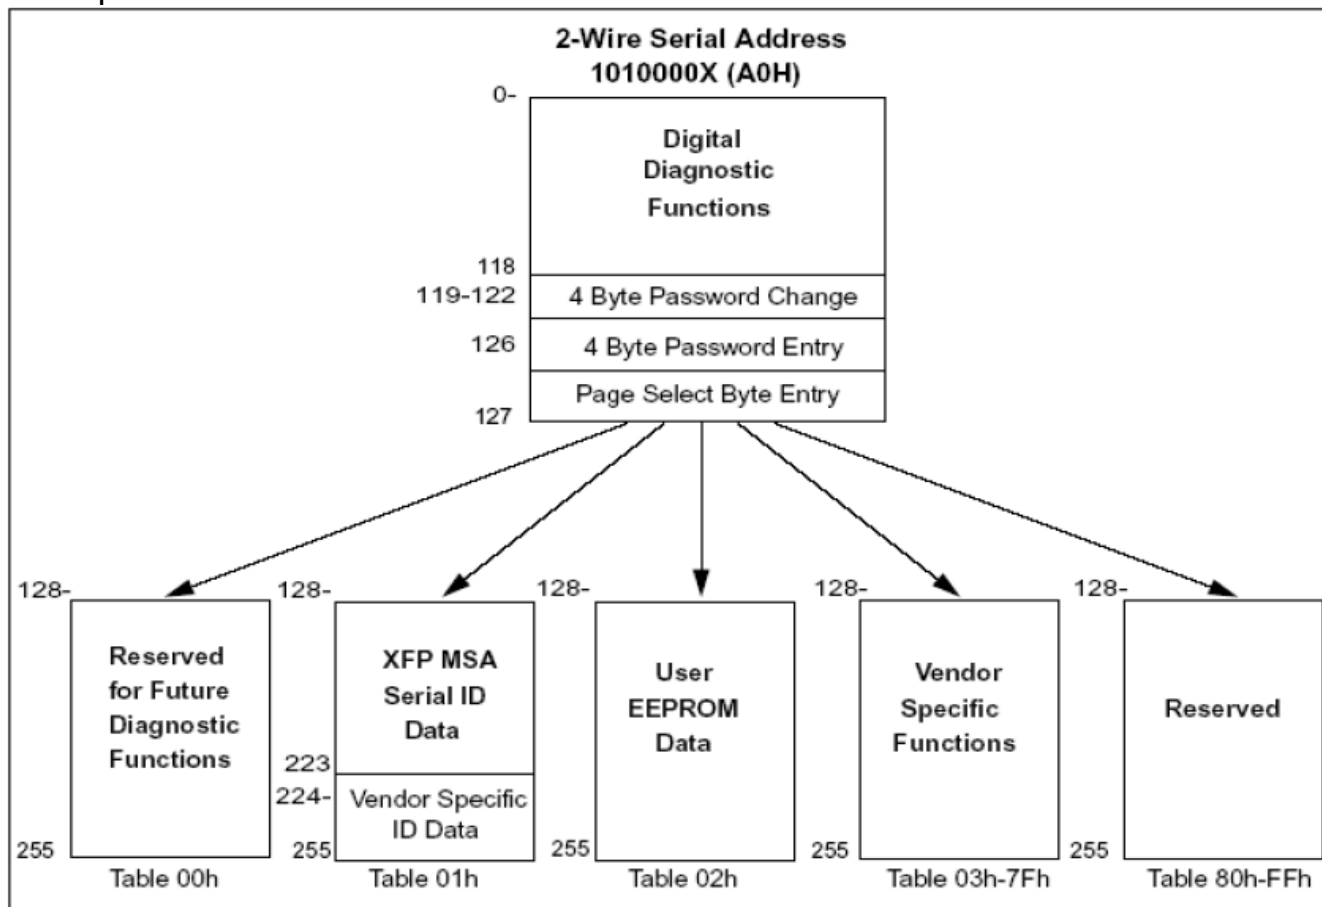 2-Wire Serial Address
1010000X (A0H)
0-
Digital
Diagnostic
Functions
118
119-122
4 Byte Password Change
126
4 Byte Password Entry
Page Select Byte Entry
127
128-
128-
128-
128-
128-
Reserved
for Future
Diagnostic
Functions
255
Table 00h
XFP MSA
Serial ID
Data
223
224-
Vendor Specific
ID Data
255
Table 01h
User
EEPROM
Data
255
Table 02h
Vendor
Specific
Functions
255
Table 03h-7Fh
Reserved
255
Table 80h-FFh